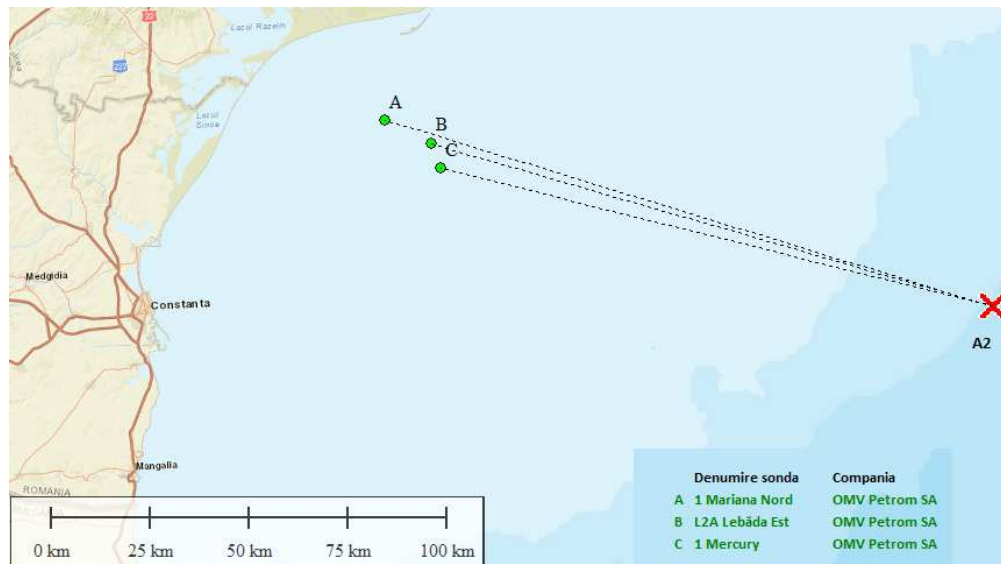 22
Lacul Razelm
222
Lacul
Sinoe
A
B
C
Medgidia
Constanta
A2
Mangalia
ROMANIA
BULGARIA
Denumire sonda Compania
A 1 Mariana Nord OMV Petrom SA
B L2A Lebăda Est OMV Petrom SA
C 1 Mercury OMV Petrom SA
0 km 25 km 50 km 75 km 100 km